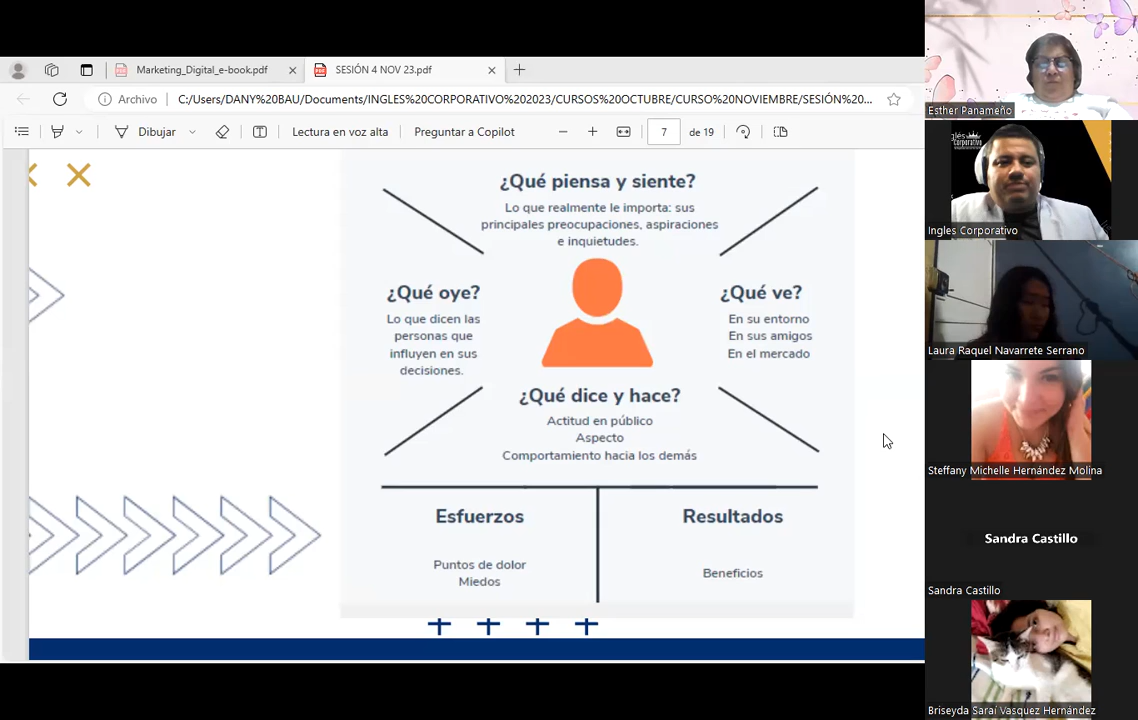 Marketing_Digital_e-book.pdf
SESIÓN 4 NOV 23.pdf
Archivo
C:/Users/DANY%20BAU/Documents/INGLES%20CORPORATIVO%202023/CURSOS%20OCTUBRE/CURSO%20NOVIEMBRE/SESIÓN%20...
Dibujar
Lectura en voz alta
Preguntar a Copilot
7
de 19
¿Qué piensa y siente?
Lo que realmente le importa: sus
principales preocupaciones, aspiraciones
e inquietudes.
¿Qué oye?
Lo que dicen las
personas que
influyen en sus
decisiones.
¿Qué ve?
En su entorno
En sus amigos
En el mercado
¿Qué dice y hace?
Actitud en público
Aspecto
Comportamiento hacia los demás
Esfuerzos
Puntos de dolor
Miedos
Resultados
Beneficios
Esther Panameño
Ingles Corporativo
Laura Raquel Navarrete Serrano
Steffany Michelle Hernández Molina
Sandra Castillo
Sandra Castillo
Briseyda Saraí Vasquez Hernández